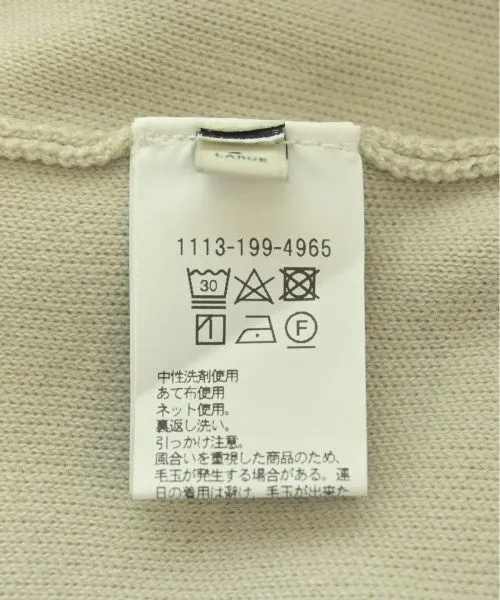 LARGE
1113-199-4965
30
F
中性洗剤使用
あて布使用
ネット使用。
裏返し洗い。
引っかけ注意。
風合いを重視した商品のため、
毛玉が発生する場合がある。連
日の着用は避け、毛玉が出来た